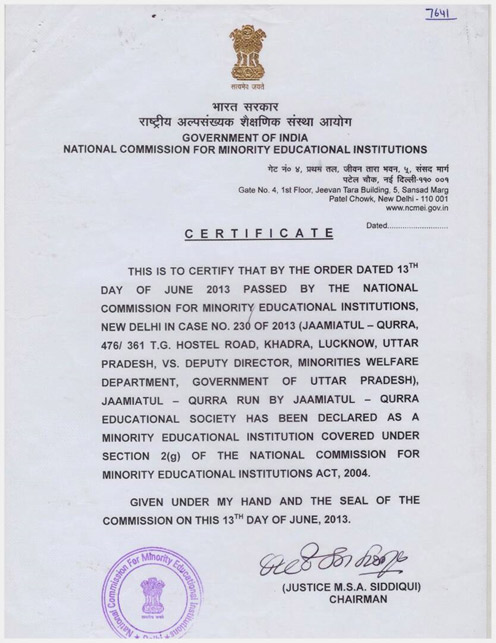 7641
सत्यमेव जयते
भारत सरकार
राष्ट्रीय अल्पसंख्यक शैक्षणिक संस्था आयोग
GOVERNMENT OF INDIA
NATIONAL COMMISSION FOR MINORITY EDUCATIONAL INSTITUTIONS
गेट नं० ४, प्रथम तल, जीवन तारा भवन, ५, संसद मार्ग
पटेल चौक, नई दिल्ली-११० ००१
Gate No. 4, 1st Floor, Jeevan Tara Building, 5, Sansad Marg
Patel Chowk, New Delhi - 110 001
www.ncmei.gov.in
Dated............................
CERTIFICATE
THIS IS TO CERTIFY THAT BY THE ORDER DATED 13TH
DAY OF JUNE 2013 PASSED BY THE NATIONAL
COMMISSION FOR MINORITY EDUCATIONAL INSTITUTIONS,
NEW DELHI IN CASE NO. 230 OF 2013 (JAAMIATUL – QURRA,
476/ 361 T.G. HOSTEL ROAD, KHADRA, LUCKNOW, UTTAR
PRADESH, VS. DEPUTY DIRECTOR, MINORITIES WELFARE
DEPARTMENT, GOVERNMENT OF UTTAR PRADESH),
JAAMIATUL – QURRA RUN BY JAAMIATUL – QURRA
EDUCATIONAL SOCIETY HAS BEEN DECLARED AS A
MINORITY EDUCATIONAL INSTITUTION COVERED UNDER
SECTION 2(g) OF THE NATIONAL COMMISSION FOR
MINORITY EDUCATIONAL INSTITUTIONS ACT, 2004.
GIVEN UNDER MY HAND AND THE SEAL OF THE
COMMISSION ON THIS 13TH DAY OF JUNE, 2013.
(JUSTICE M.S.A. SIDDIQUI)
CHAIRMAN
National Commission For Minority Educational Institutions
Delhi